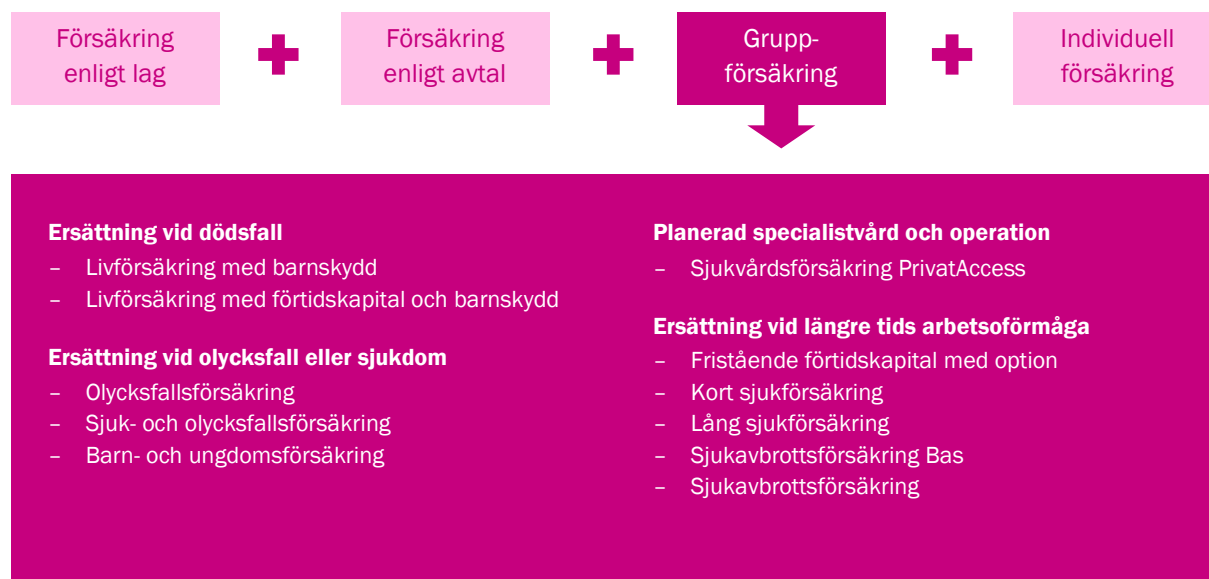 Försäkring
enligt lag
Försäkring
enligt avtal
Grupp-
försäkring
Individuell
försäkring
Ersättning vid dödsfall
– Livförsäkring med barnskydd
– Livförsäkring med förtidskapital och barnskydd
Ersättning vid olycksfall eller sjukdom
– Olycksfallsförsäkring
– Sjuk- och olycksfallsförsäkring
– Barn- och ungdomsförsäkring
Planerad specialistvård och operation
– Sjukvårdsförsäkring PrivatAccess
Ersättning vid längre tids arbetsoförmåga
– Fristående förtidskapital med option
– Kort sjukförsäkring
– Lång sjukförsäkring
– Sjukavbrottsförsäkring Bas
– Sjukavbrottsförsäkring